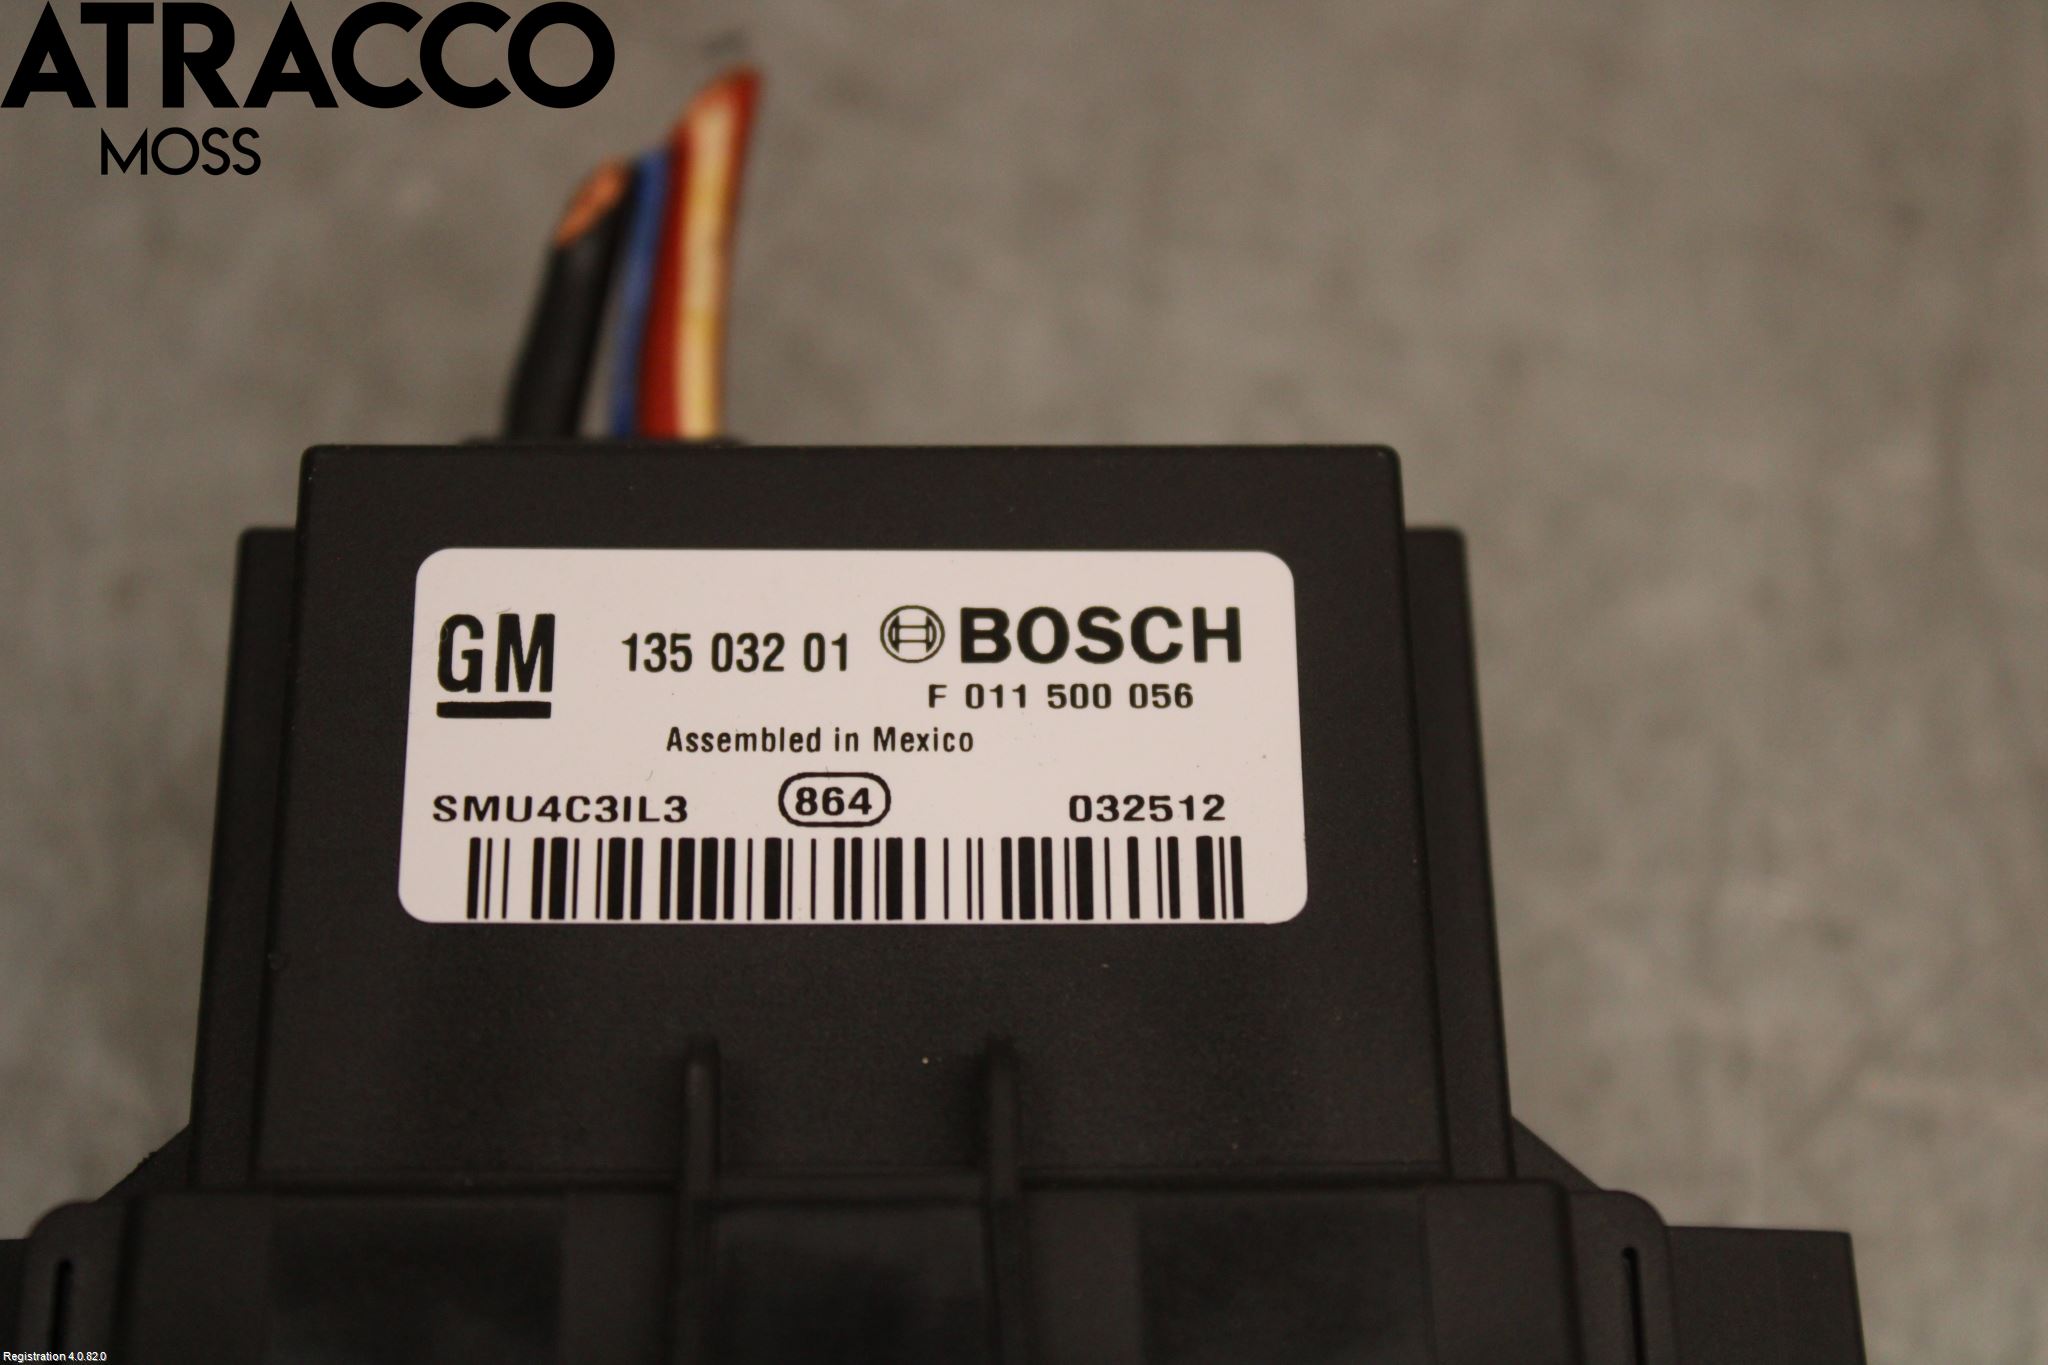 ATRACCO
MOSS
GM 135 032 01 BOSCH
F 011 500 056
Assembled in Mexico
SMU4C3IL3 864 032512
Registration 4.0.82.0